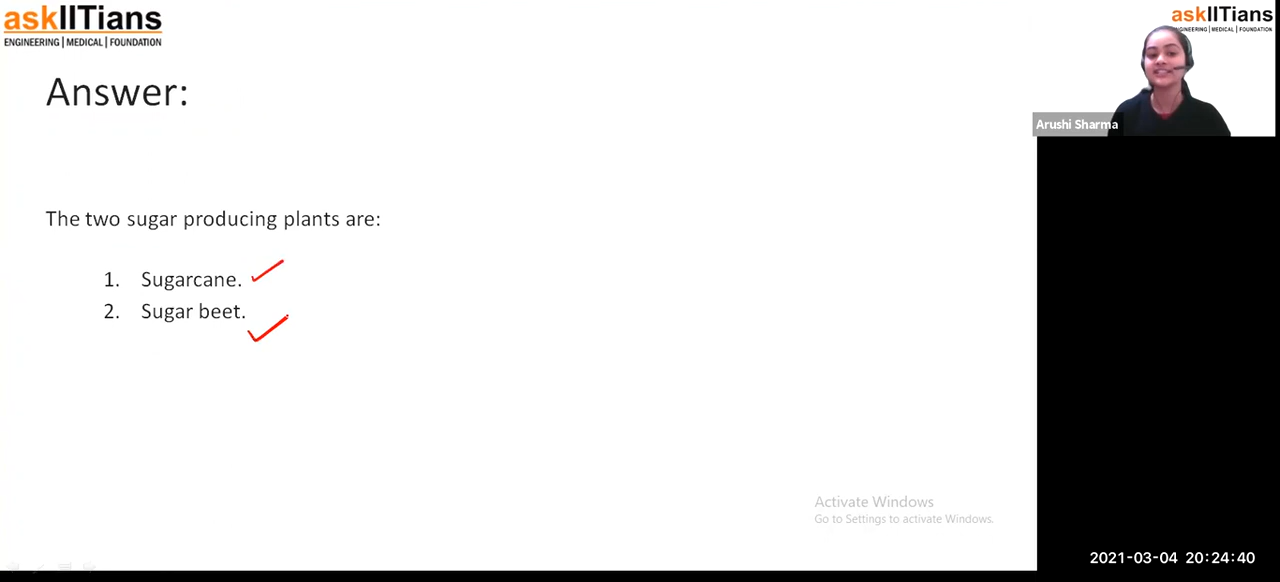 askIITians
ENGINEERING | MEDICAL | FOUNDATION
askIITians
ENGINEERING | MEDICAL | FOUNDATION
Arushi Sharma
Answer:
The two sugar producing plants are:
1. Sugarcane.
2. Sugar beet.
Activate Windows
Go to Settings to activate Windows.
2021-03-04 20:24:40